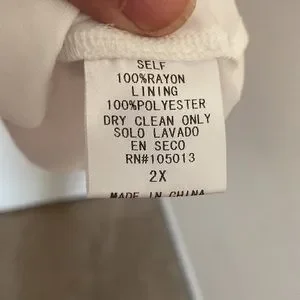 SELF
100%RAYON
LINING
100%POLYESTER
DRY CLEAN ONLY
SOLO LAVADO
EN SECO
RN#105013
2X
MADE IN CHINA